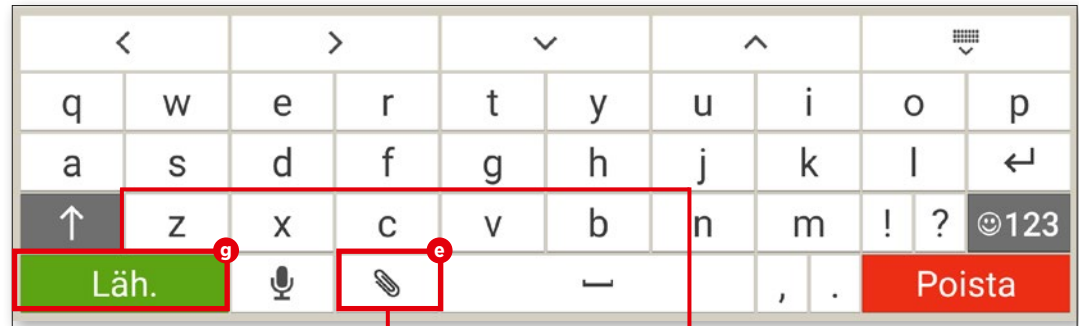 q w e r t y u i o p
a s d f g h j k l
z x c v b n m ! ? 123
g e
Läh. , . Poista